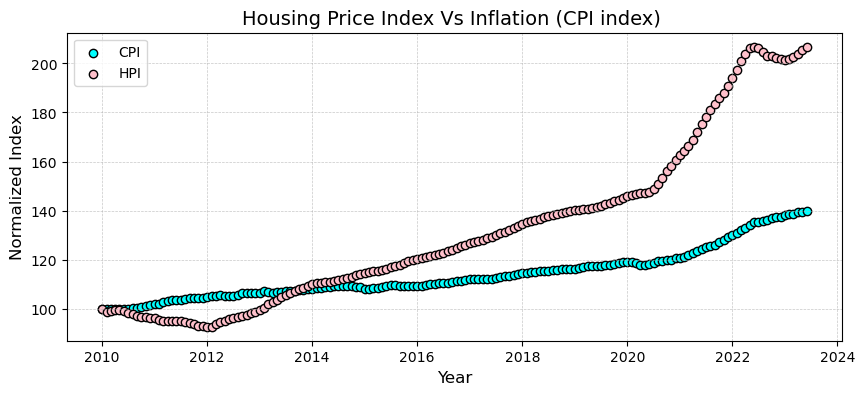 Housing Price Index Vs Inflation (CPI index)
CPI
HPI
Normalized Index
200
180
160
140
120
100
2010 2012 2014 2016 2018 2020 2022 2024
Year